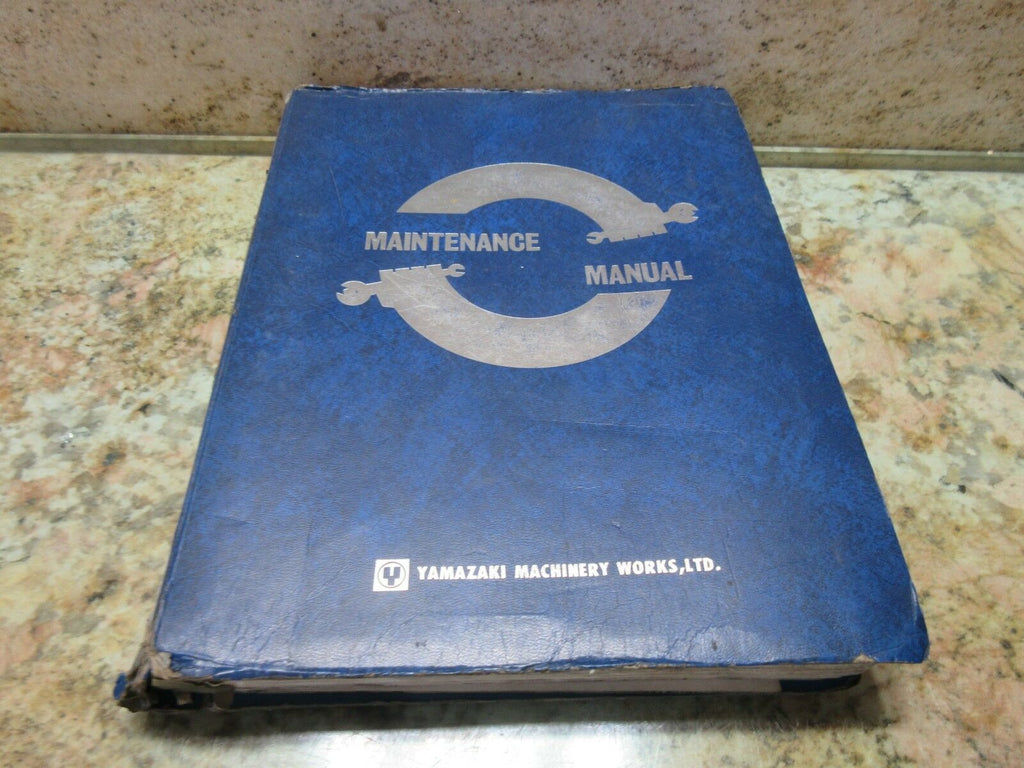 MAINTENANCE
MANUAL
Y YAMAZAKI MACHINERY WORKS,LTD.